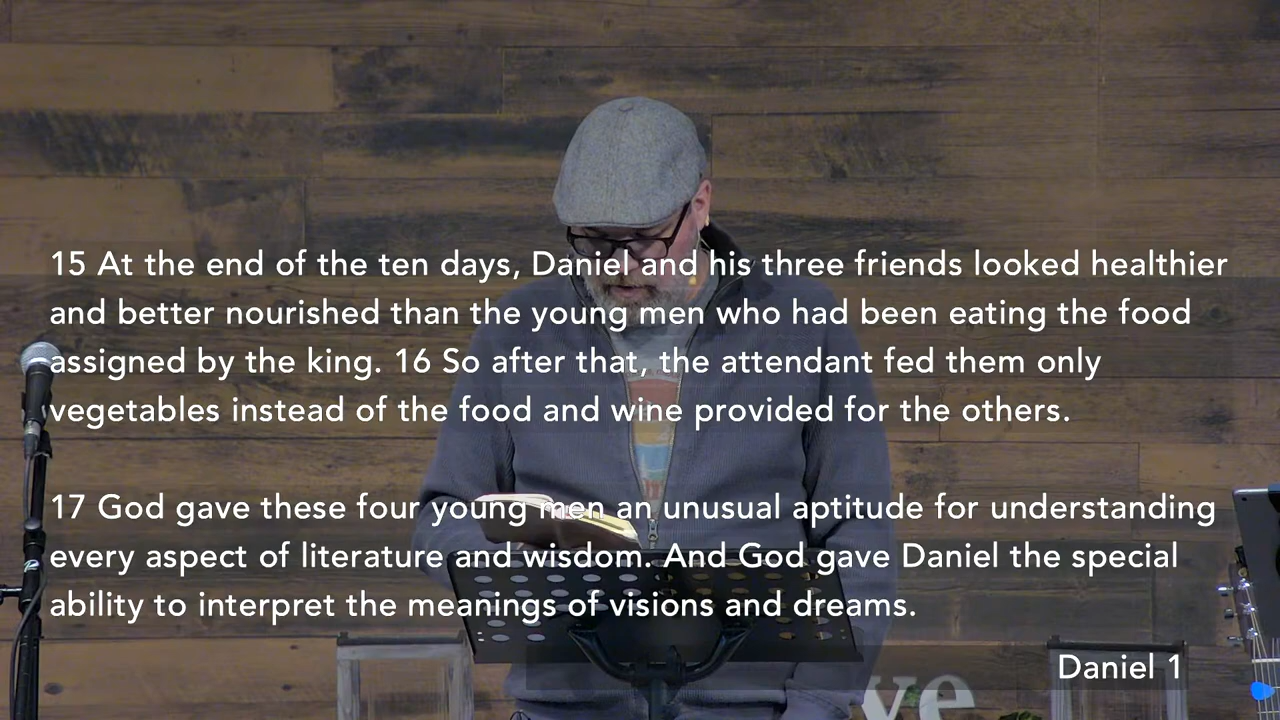 15 At the end of the ten days, Daniel and his three friends looked healthier
and better nourished than the young men who had been eating the food
assigned by the king. 16 So after that, the attendant fed them only
vegetables instead of the food and wine provided for the others.
17 God gave these four young men an unusual aptitude for understanding
every aspect of literature and wisdom. And God gave Daniel the special
ability to interpret the meanings of visions and dreams.
Daniel 1